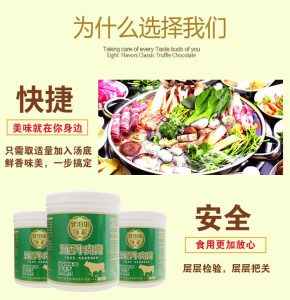 为什么选择我们
Taking care of every Taste buds of you
Eight Flavors Classic Truffle Chocolate
快捷
美味就在你身边
只需取适量加入汤底
鲜香味美，一步搞定
安全
食用更加放心
层层检验，层层把关